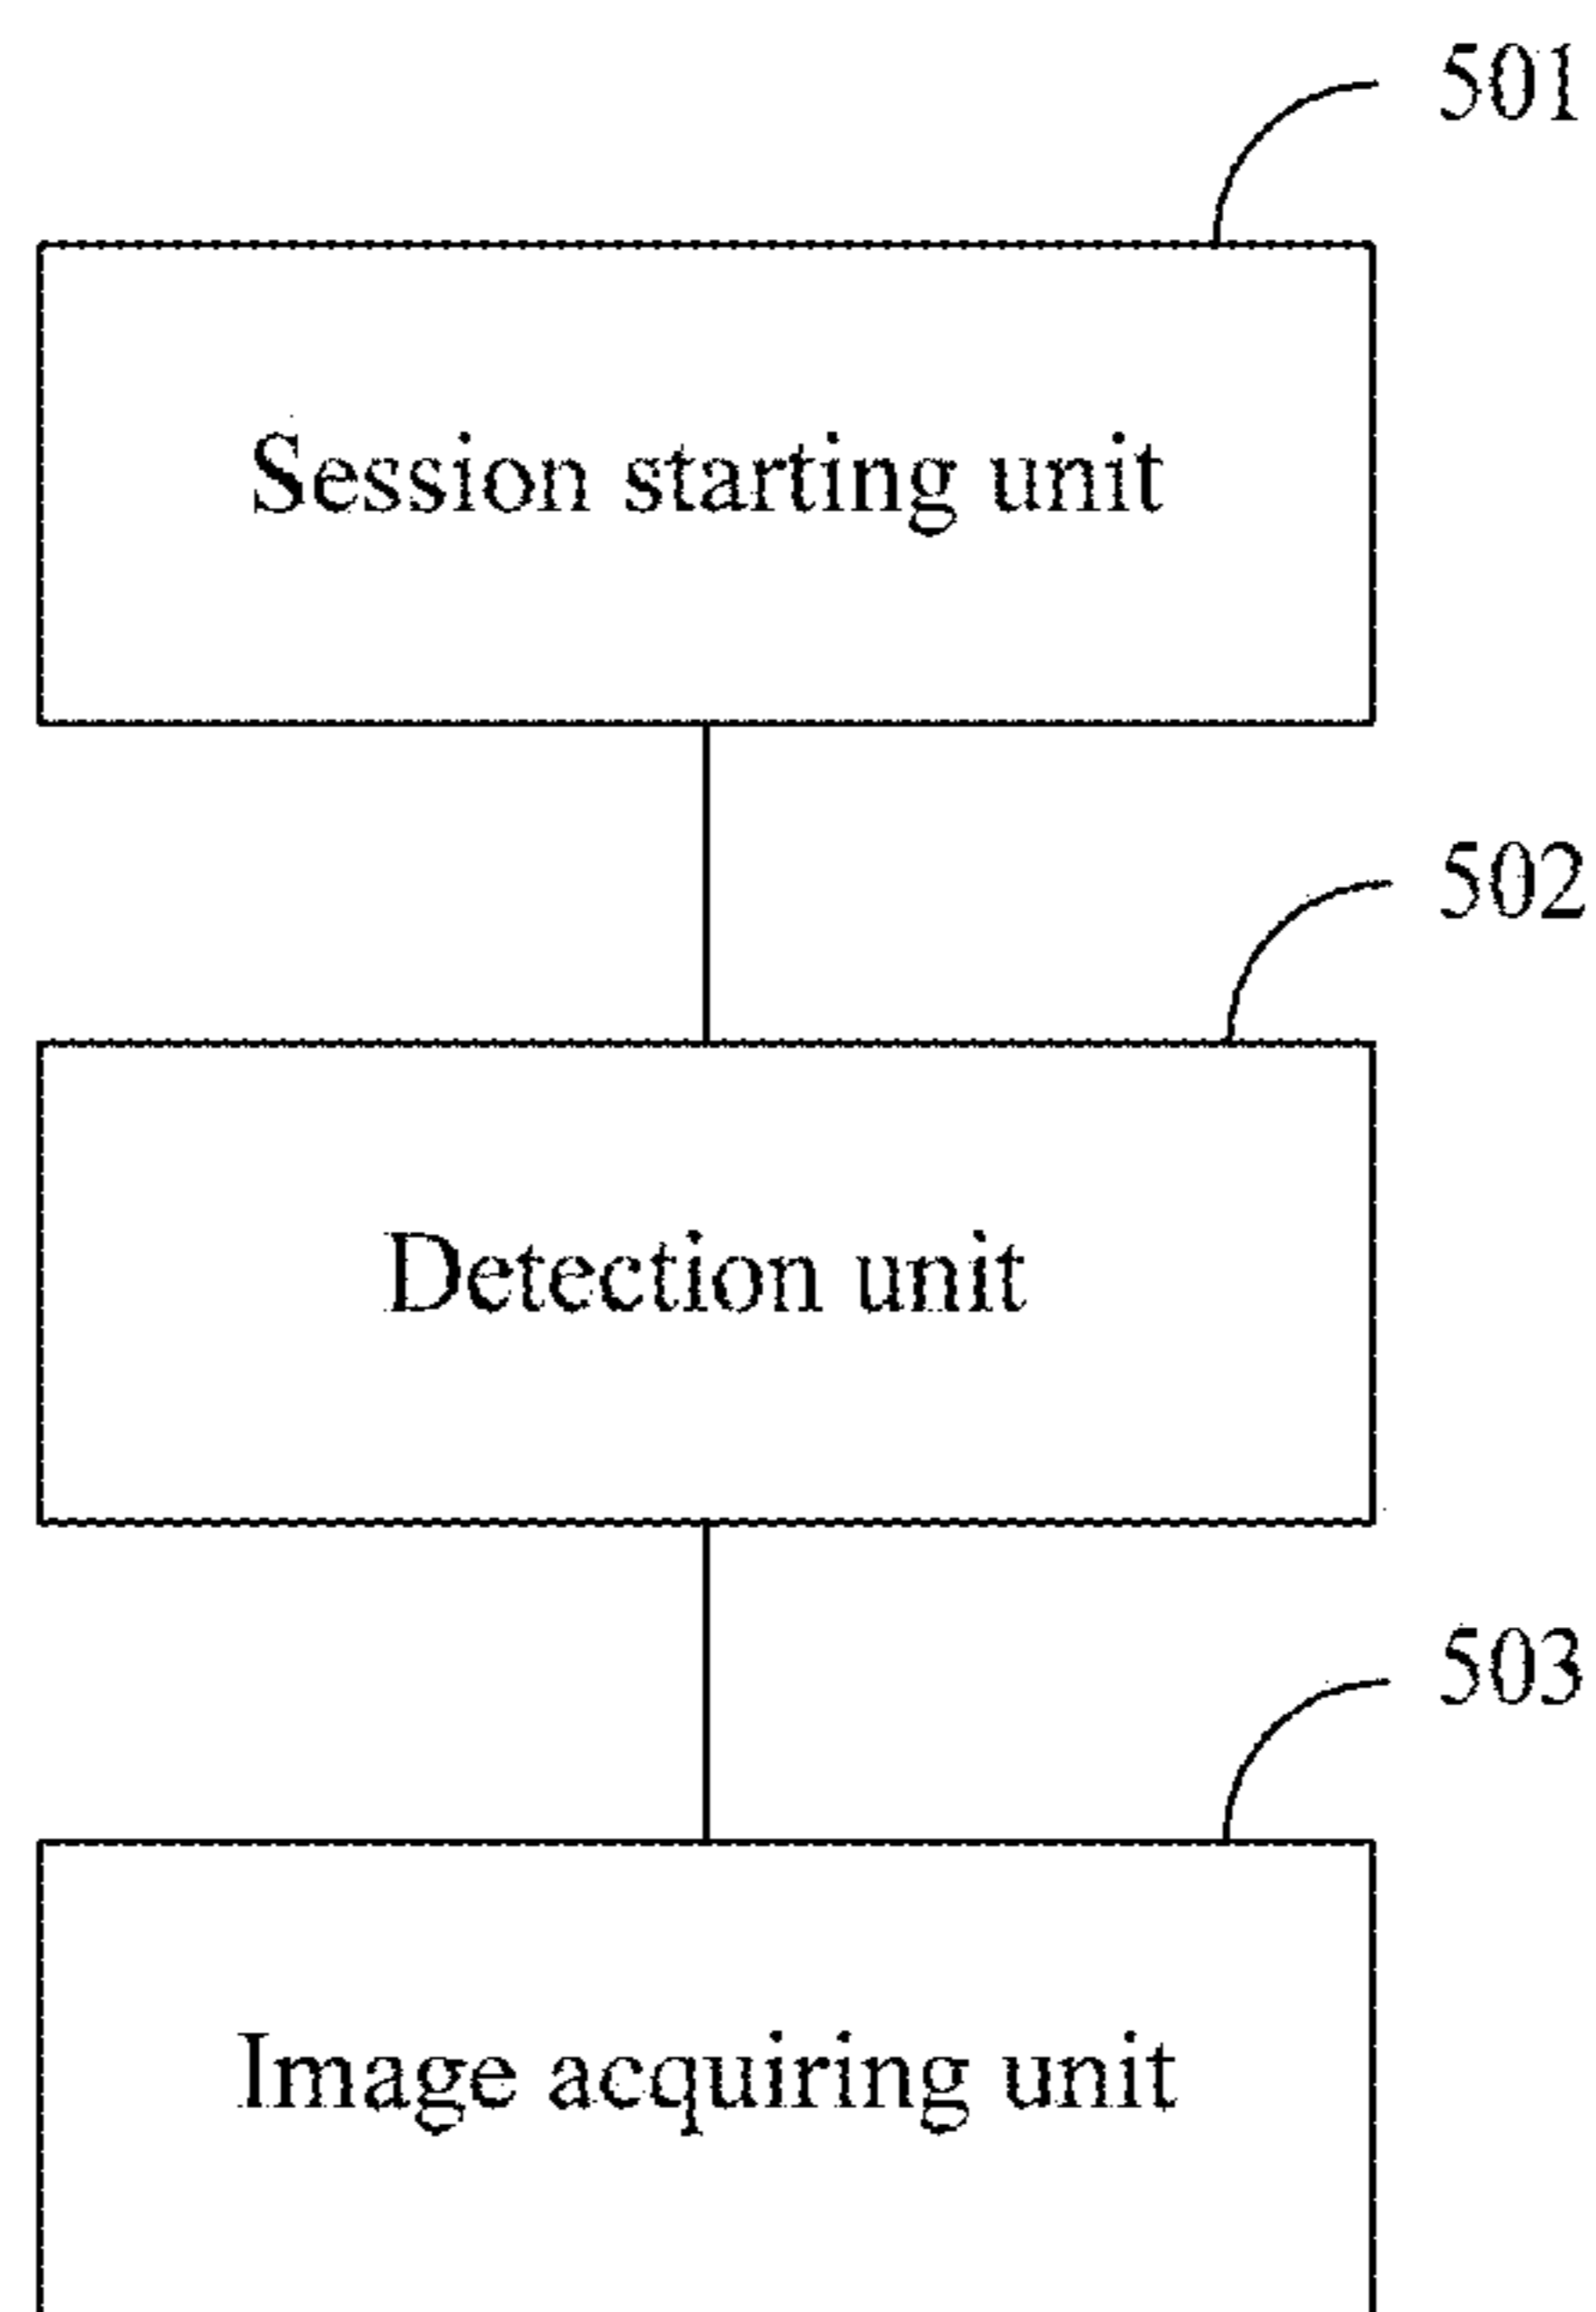 501
Session starting unit
502
Detection unit
503
Image acquiring unit